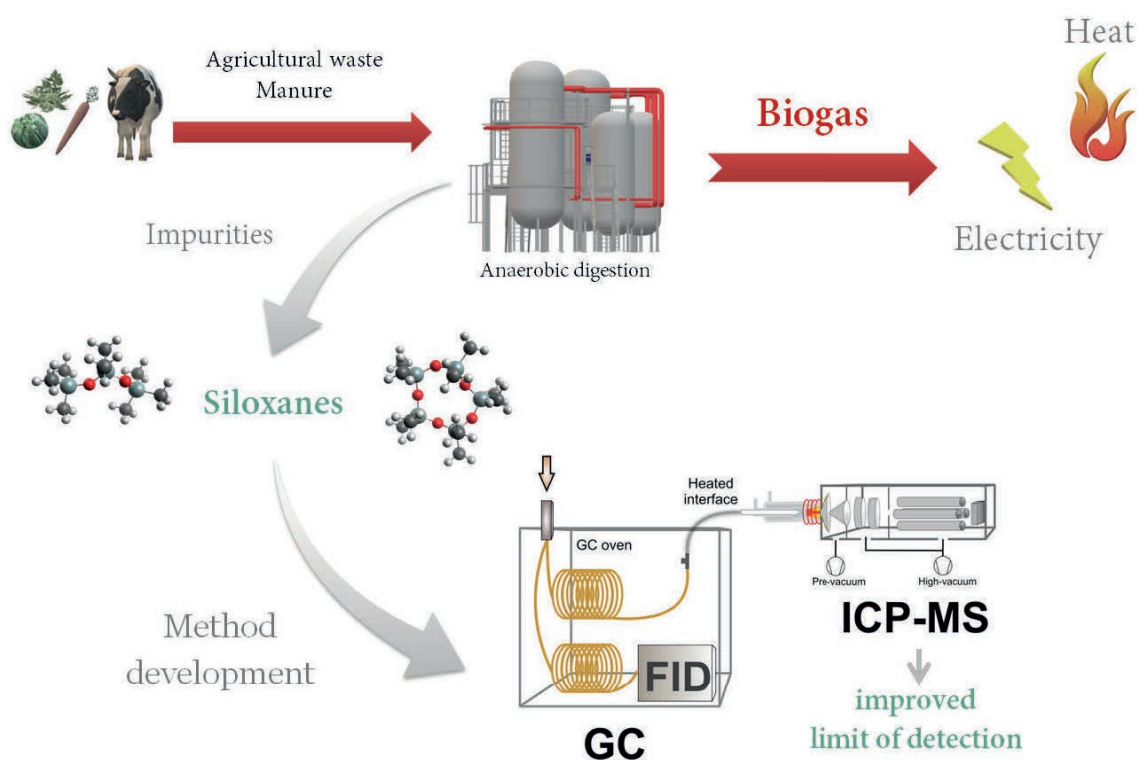 Heat
Agricultural waste
Manure
Biogas
Electricity
Impurities
Anaerobic digestion
Siloxanes
Heated
interface
GC oven
Pre-vacuum
High-vacuum
ICP-MS
Method
development
FID
GC
improved
limit of detection